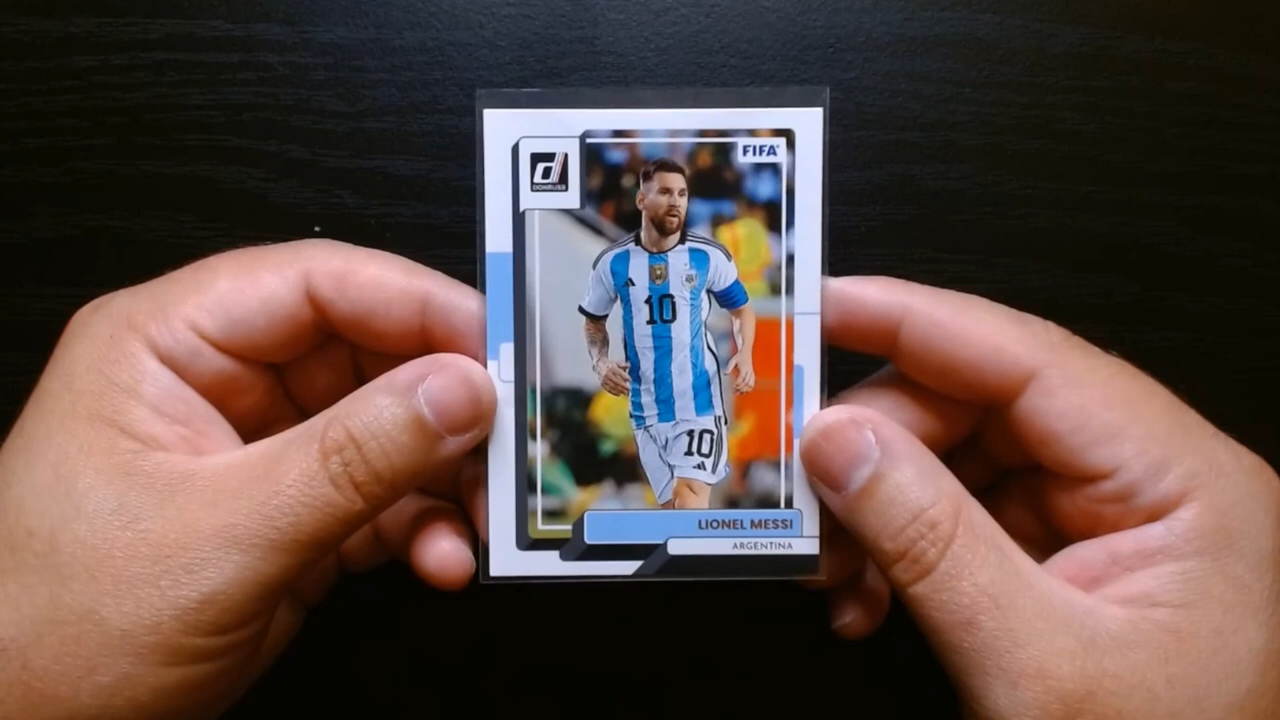 DONRUSS
FIFA
10
10
LIONEL MESSI
ARGENTINA